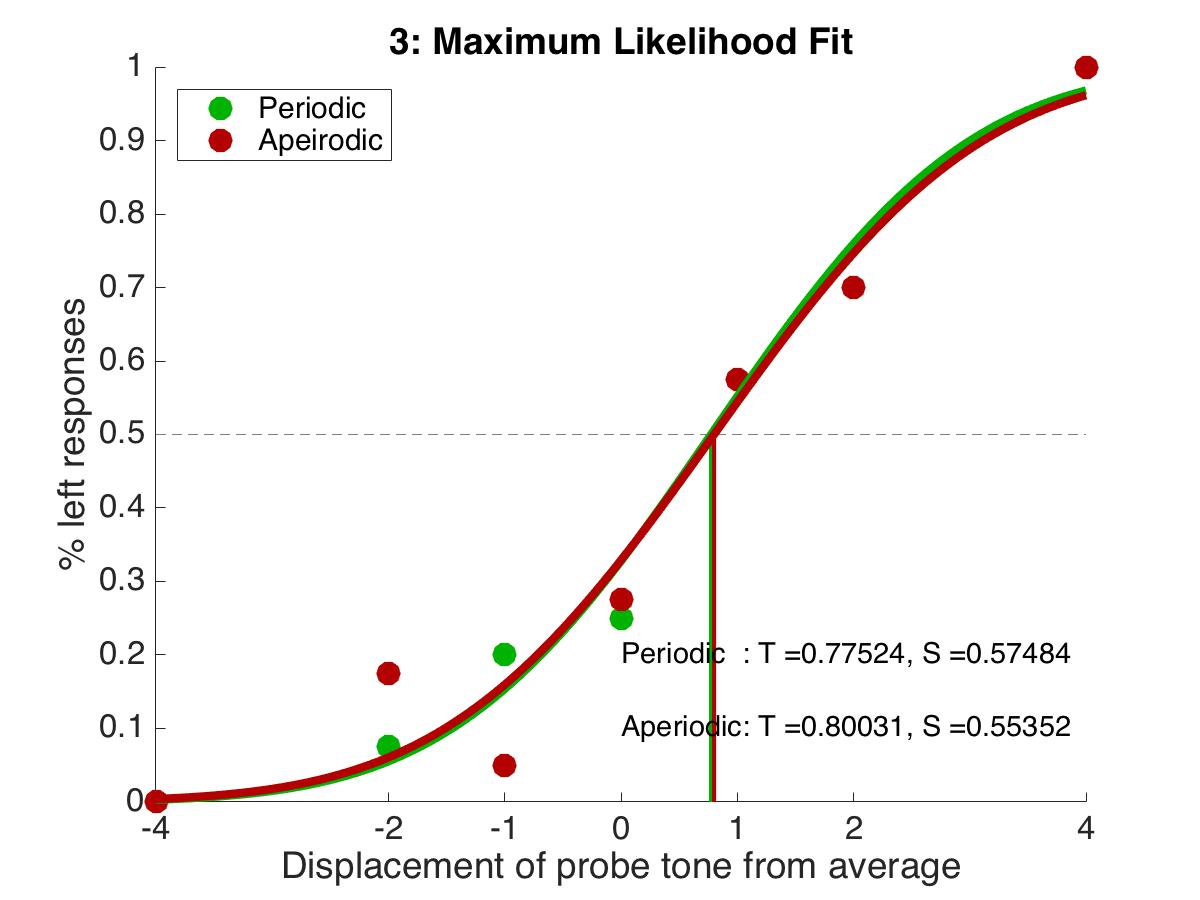 3: Maximum Likelihood Fit
Periodic
Apeirodic
1
0.9
0.8
0.7
0.6
0.5
0.4
0.3
0.2
0.1
0
% left responses
Periodic : T =0.77524, S =0.57484
Aperiodic: T =0.80031, S =0.55352
-4 -2 -1 0 1 2 4
Displacement of probe tone from average